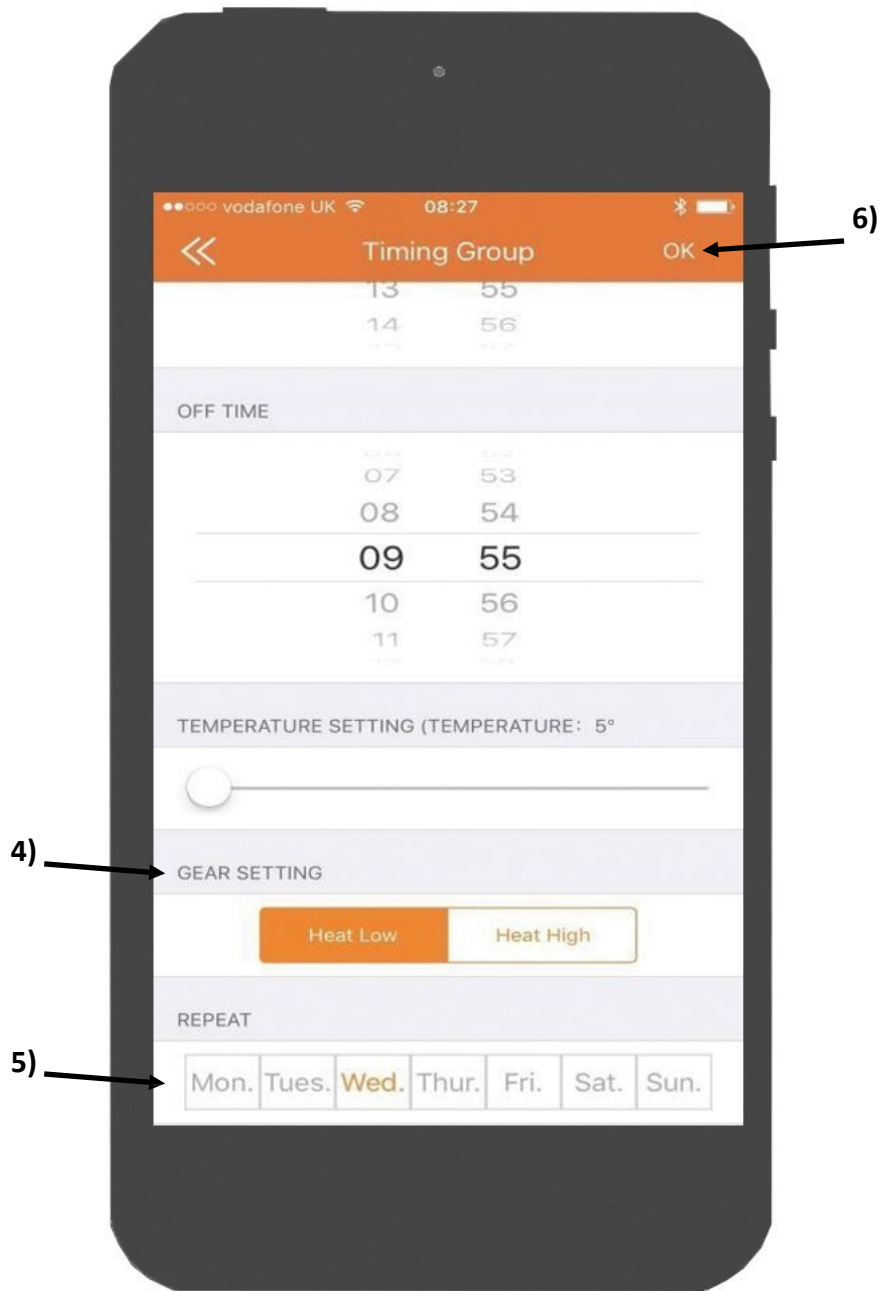 vodafone UK 08:27
6)
Timing Group OK
13 55
14 56
OFF TIME
07 53
08 54
09 55
10 56
11 57
TEMPERATURE SETTING (TEMPERATURE: 5°
4)
GEAR SETTING
Heat Low Heat High
REPEAT
5)
Mon. Tues. Wed. Thur. Fri. Sat. Sun.